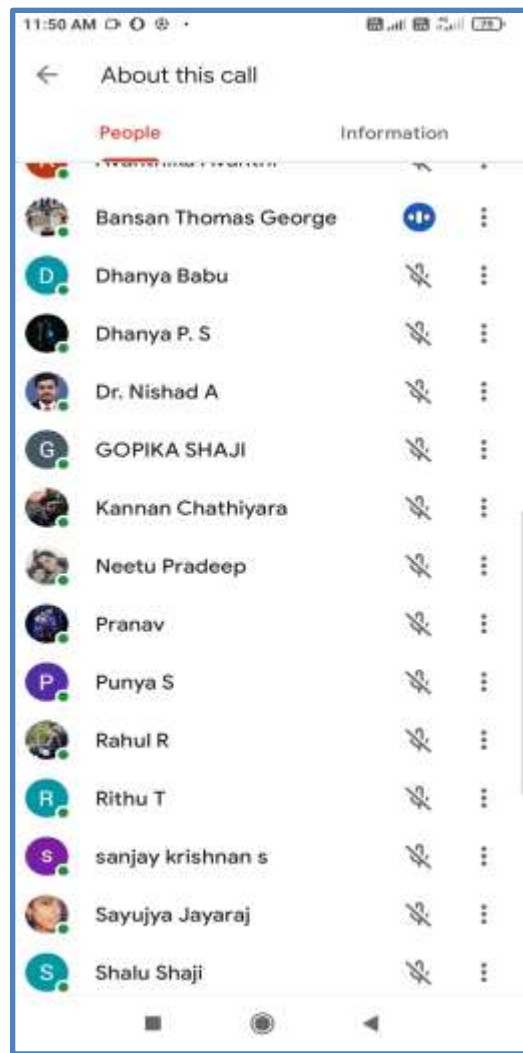 11:50 AM 79
About this call
People Information
Bansan Thomas George
D Dhanya Babu
Dhanya P. S
Dr. Nishad A
G GOPIKA SHAJI
Kannan Chathiyara
Neetu Pradeep
Pranav
P Punya S
Rahul R
R Rithu T
s sanjay krishnan s
Sayujya Jayaraj
S Shalu Shaji